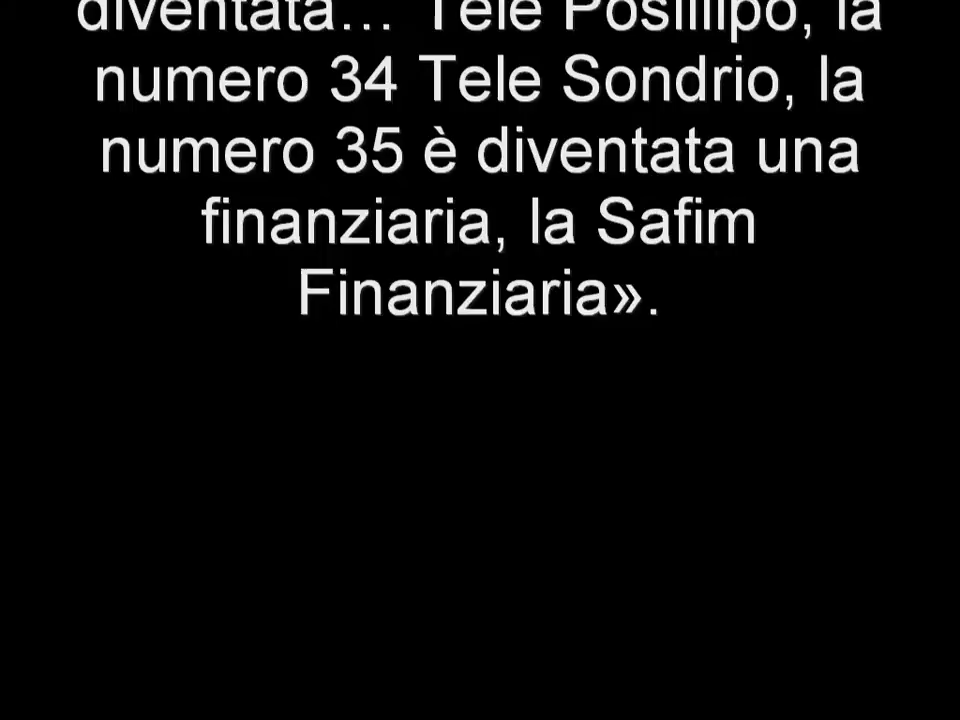 diventata… Tele Posillipo, la
numero 34 Tele Sondrio, la
numero 35 è diventata una
finanziaria, la Safim
Finanziaria».